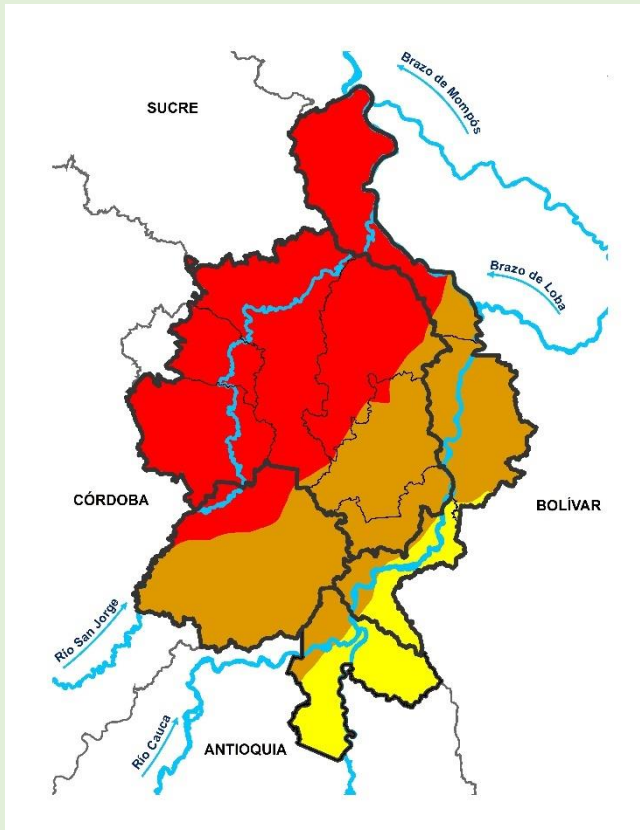 Brazo de Mompós
SUCRE
Brazo de Loba
CÓRDOBA
BOLÍVAR
Río San Jorge
Río Cauca
ANTIOQUIA